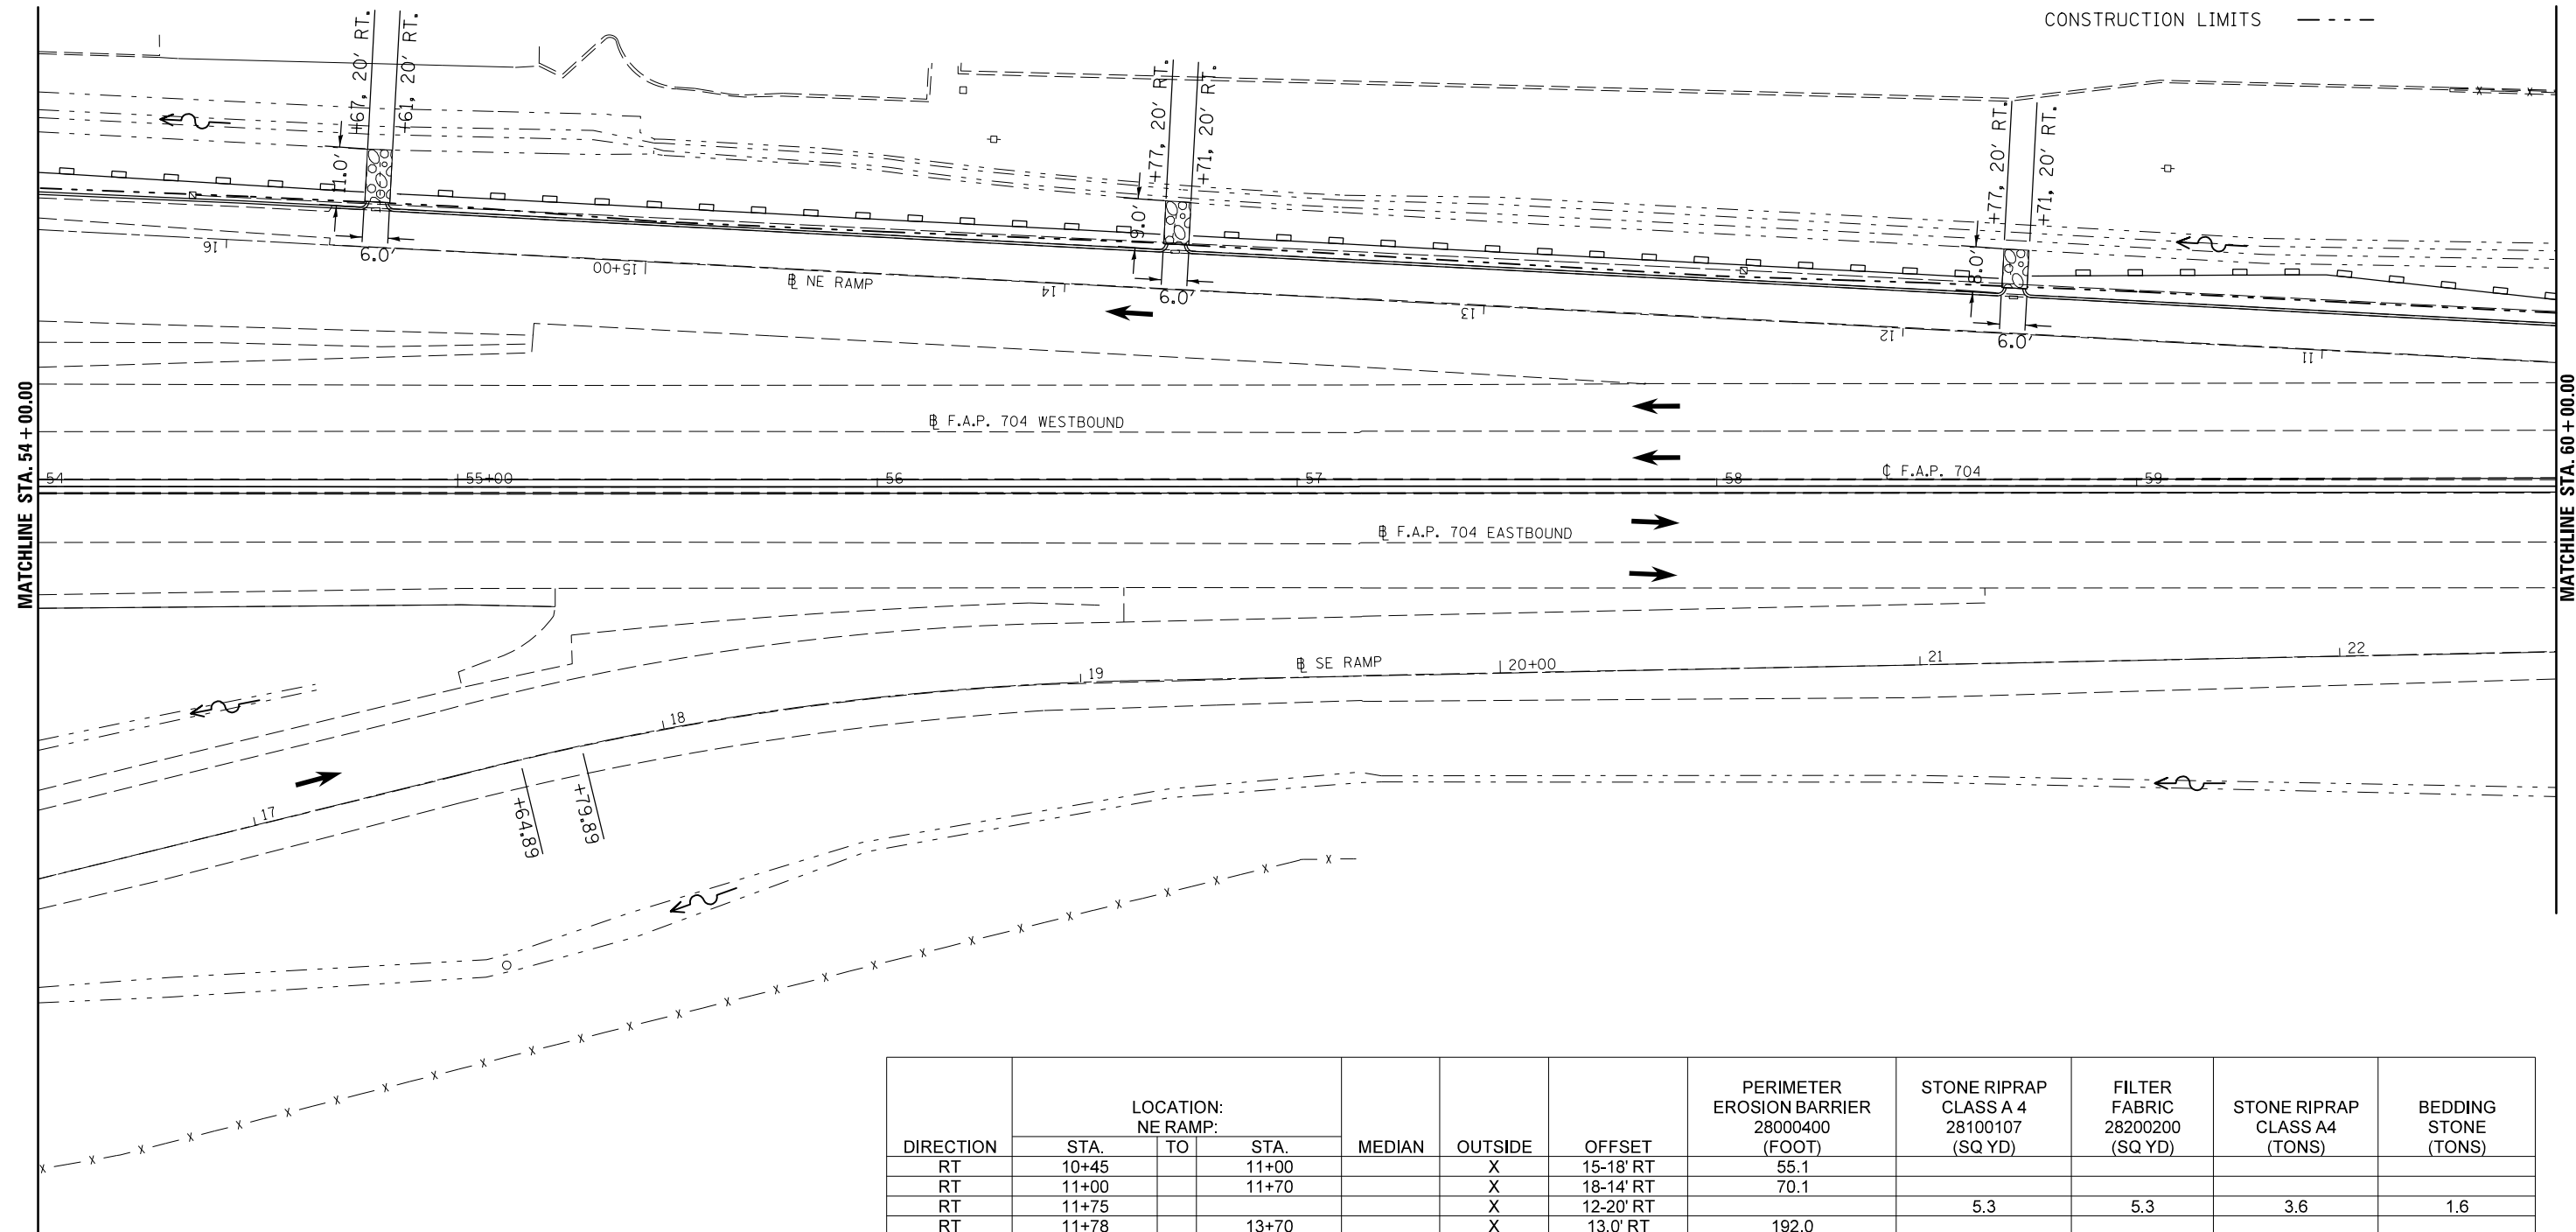 CONSTRUCTION LIMITS
+67, 20' RT.
+61, 20' RT.
+77, 20' RT.
+71, 20' RT.
+77, 20' RT.
+71, 20' RT.
11.0'
9.0'
8.0'
6.0'
6.0'
6.0'
16
15+00
14
13
12
11
℄ NE RAMP
MATCHLINE STA. 54 + 00.00
MATCHLINE STA. 60 + 00.00
℄ F.A.P. 704 WESTBOUND
54
55+00
56
57
58
59
℄ F.A.P. 704
℄ F.A.P. 704 EASTBOUND
℄ SE RAMP
17
18
19
20+00
21
22
+64.89
+79.89
DIRECTION LOCATION: NE RAMP: STA. TO STA. MEDIAN OUTSIDE OFFSET PERIMETER EROSION BARRIER 28000400 (FOOT) STONE RIPRAP CLASS A 4 28100107 (SQ YD) FILTER FABRIC 28200200 (SQ YD) STONE RIPRAP CLASS A4 (TONS) BEDDING STONE (TONS)
RT 10+45 11+00 X 15-18' RT 55.1
RT 11+00 11+70 X 18-14' RT 70.1
RT 11+75 X 12-20' RT 5.3 5.3 3.6 1.6
RT 11+78 13+70 X 13.0' RT 192.0